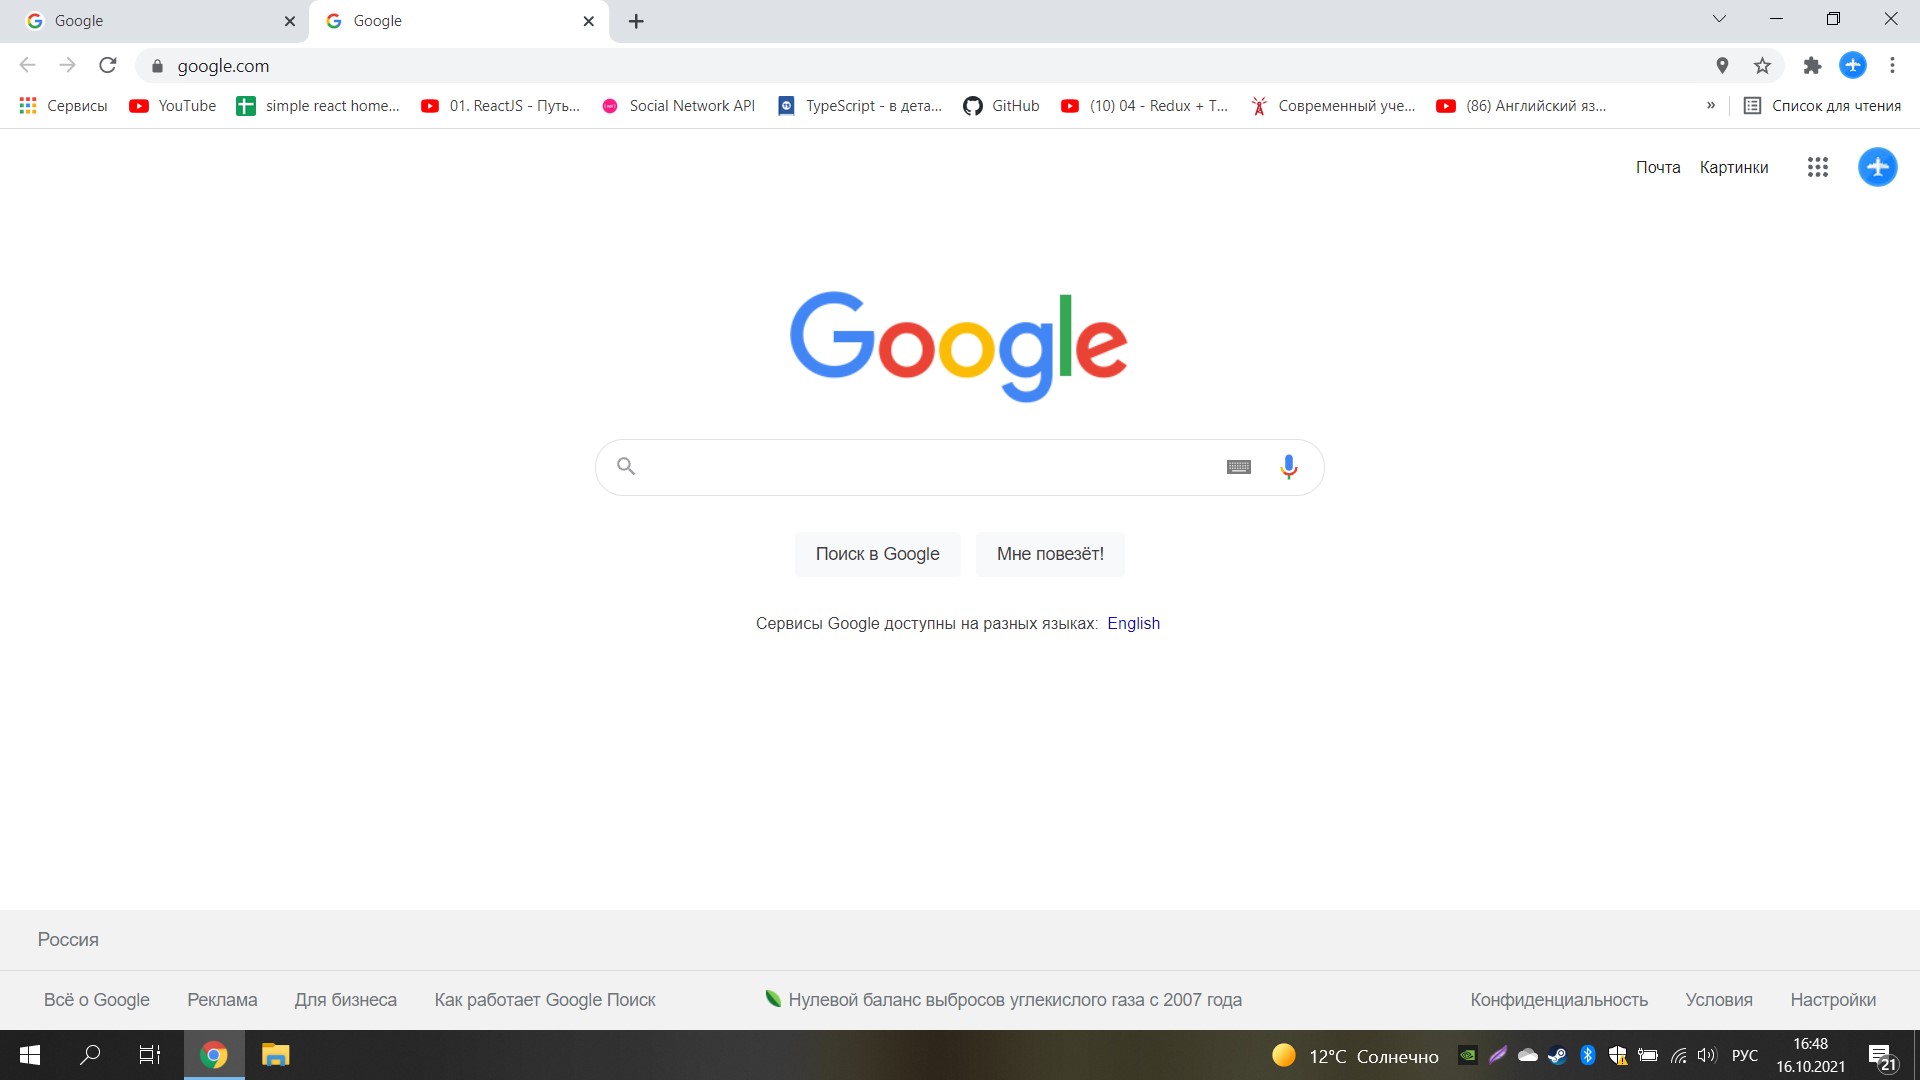 Google
Google
google.com
Сервисы
YouTube
simple react home...
01. ReactJS - Путь...
Social Network API
TypeScript - в дета...
GitHub
(10) 04 - Redux + T...
Современный уче...
(86) Английский яз...
»
Список для чтения
Почта
Картинки
Google
Поиск в Google
Мне повезёт!
Сервисы Google доступны на разных языках: English
Россия
Всё о Google
Реклама
Для бизнеса
Как работает Google Поиск
Нулевой баланс выбросов углекислого газа с 2007 года
Конфиденциальность
Условия
Настройки
12°C Солнечно
РУС
16:48
16.10.2021
21